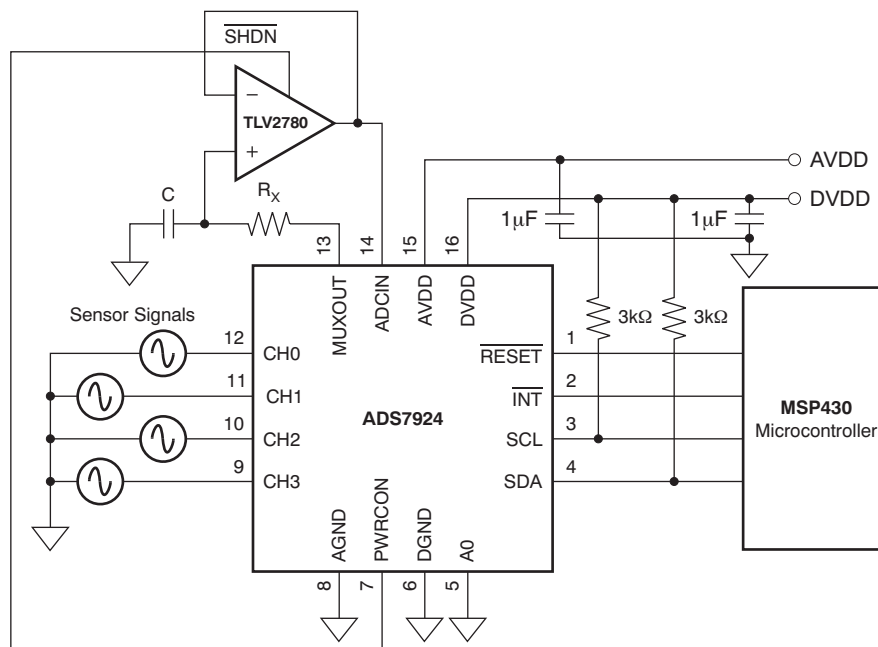 SHDN
TLV2780
−
+
C
RX
AVDD
DVDD
1μF
1μF
13
14
15
16
MUXOUT
ADCIN
AVDD
DVDD
Sensor Signals
3kΩ
3kΩ
12
CH0
11
CH1
10
CH2
9
CH3
ADS7924
RESET
1
INT
2
SCL
3
SDA
4
MSP430
Microcontroller
AGND
PWRCON
DGND
A0
8
7
6
5